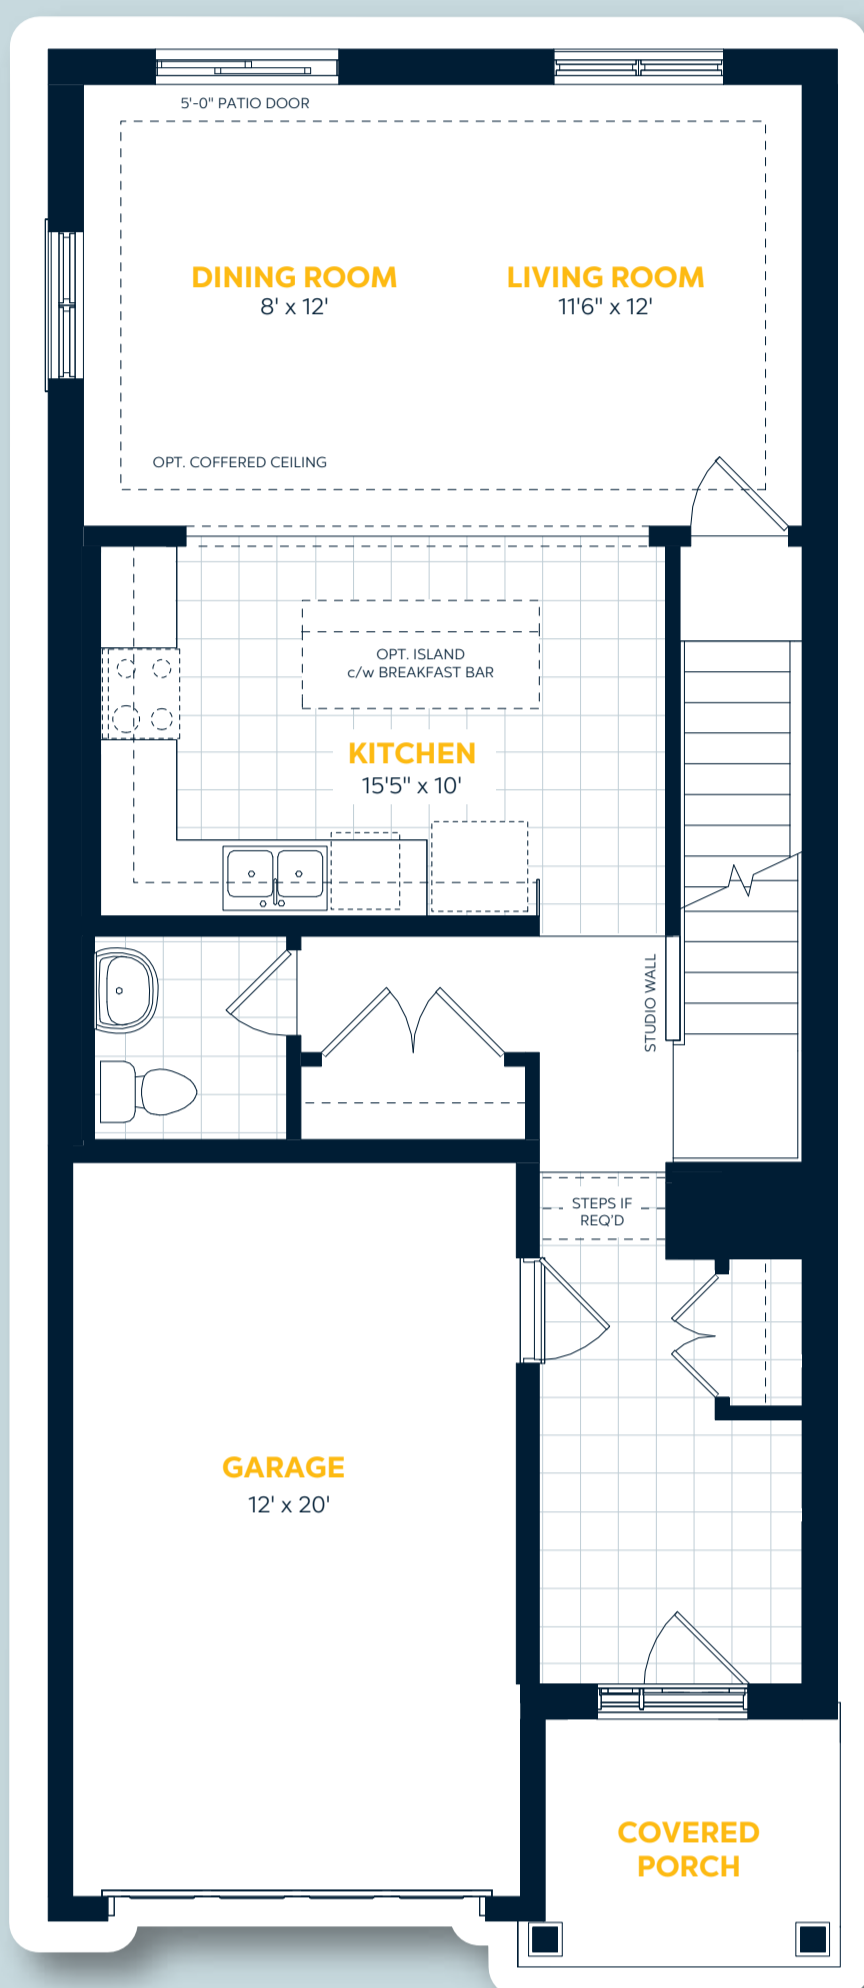 5'-0" PATIO DOOR
DINING ROOM
8' x 12'
LIVING ROOM
11'6" x 12'
OPT. COFFERED CEILING
OPT. ISLAND
c/w BREAKFAST BAR
KITCHEN
15'5" x 10'
STUDIO WALL
STEPS IF
REQ'D
GARAGE
12' x 20'
COVERED
PORCH